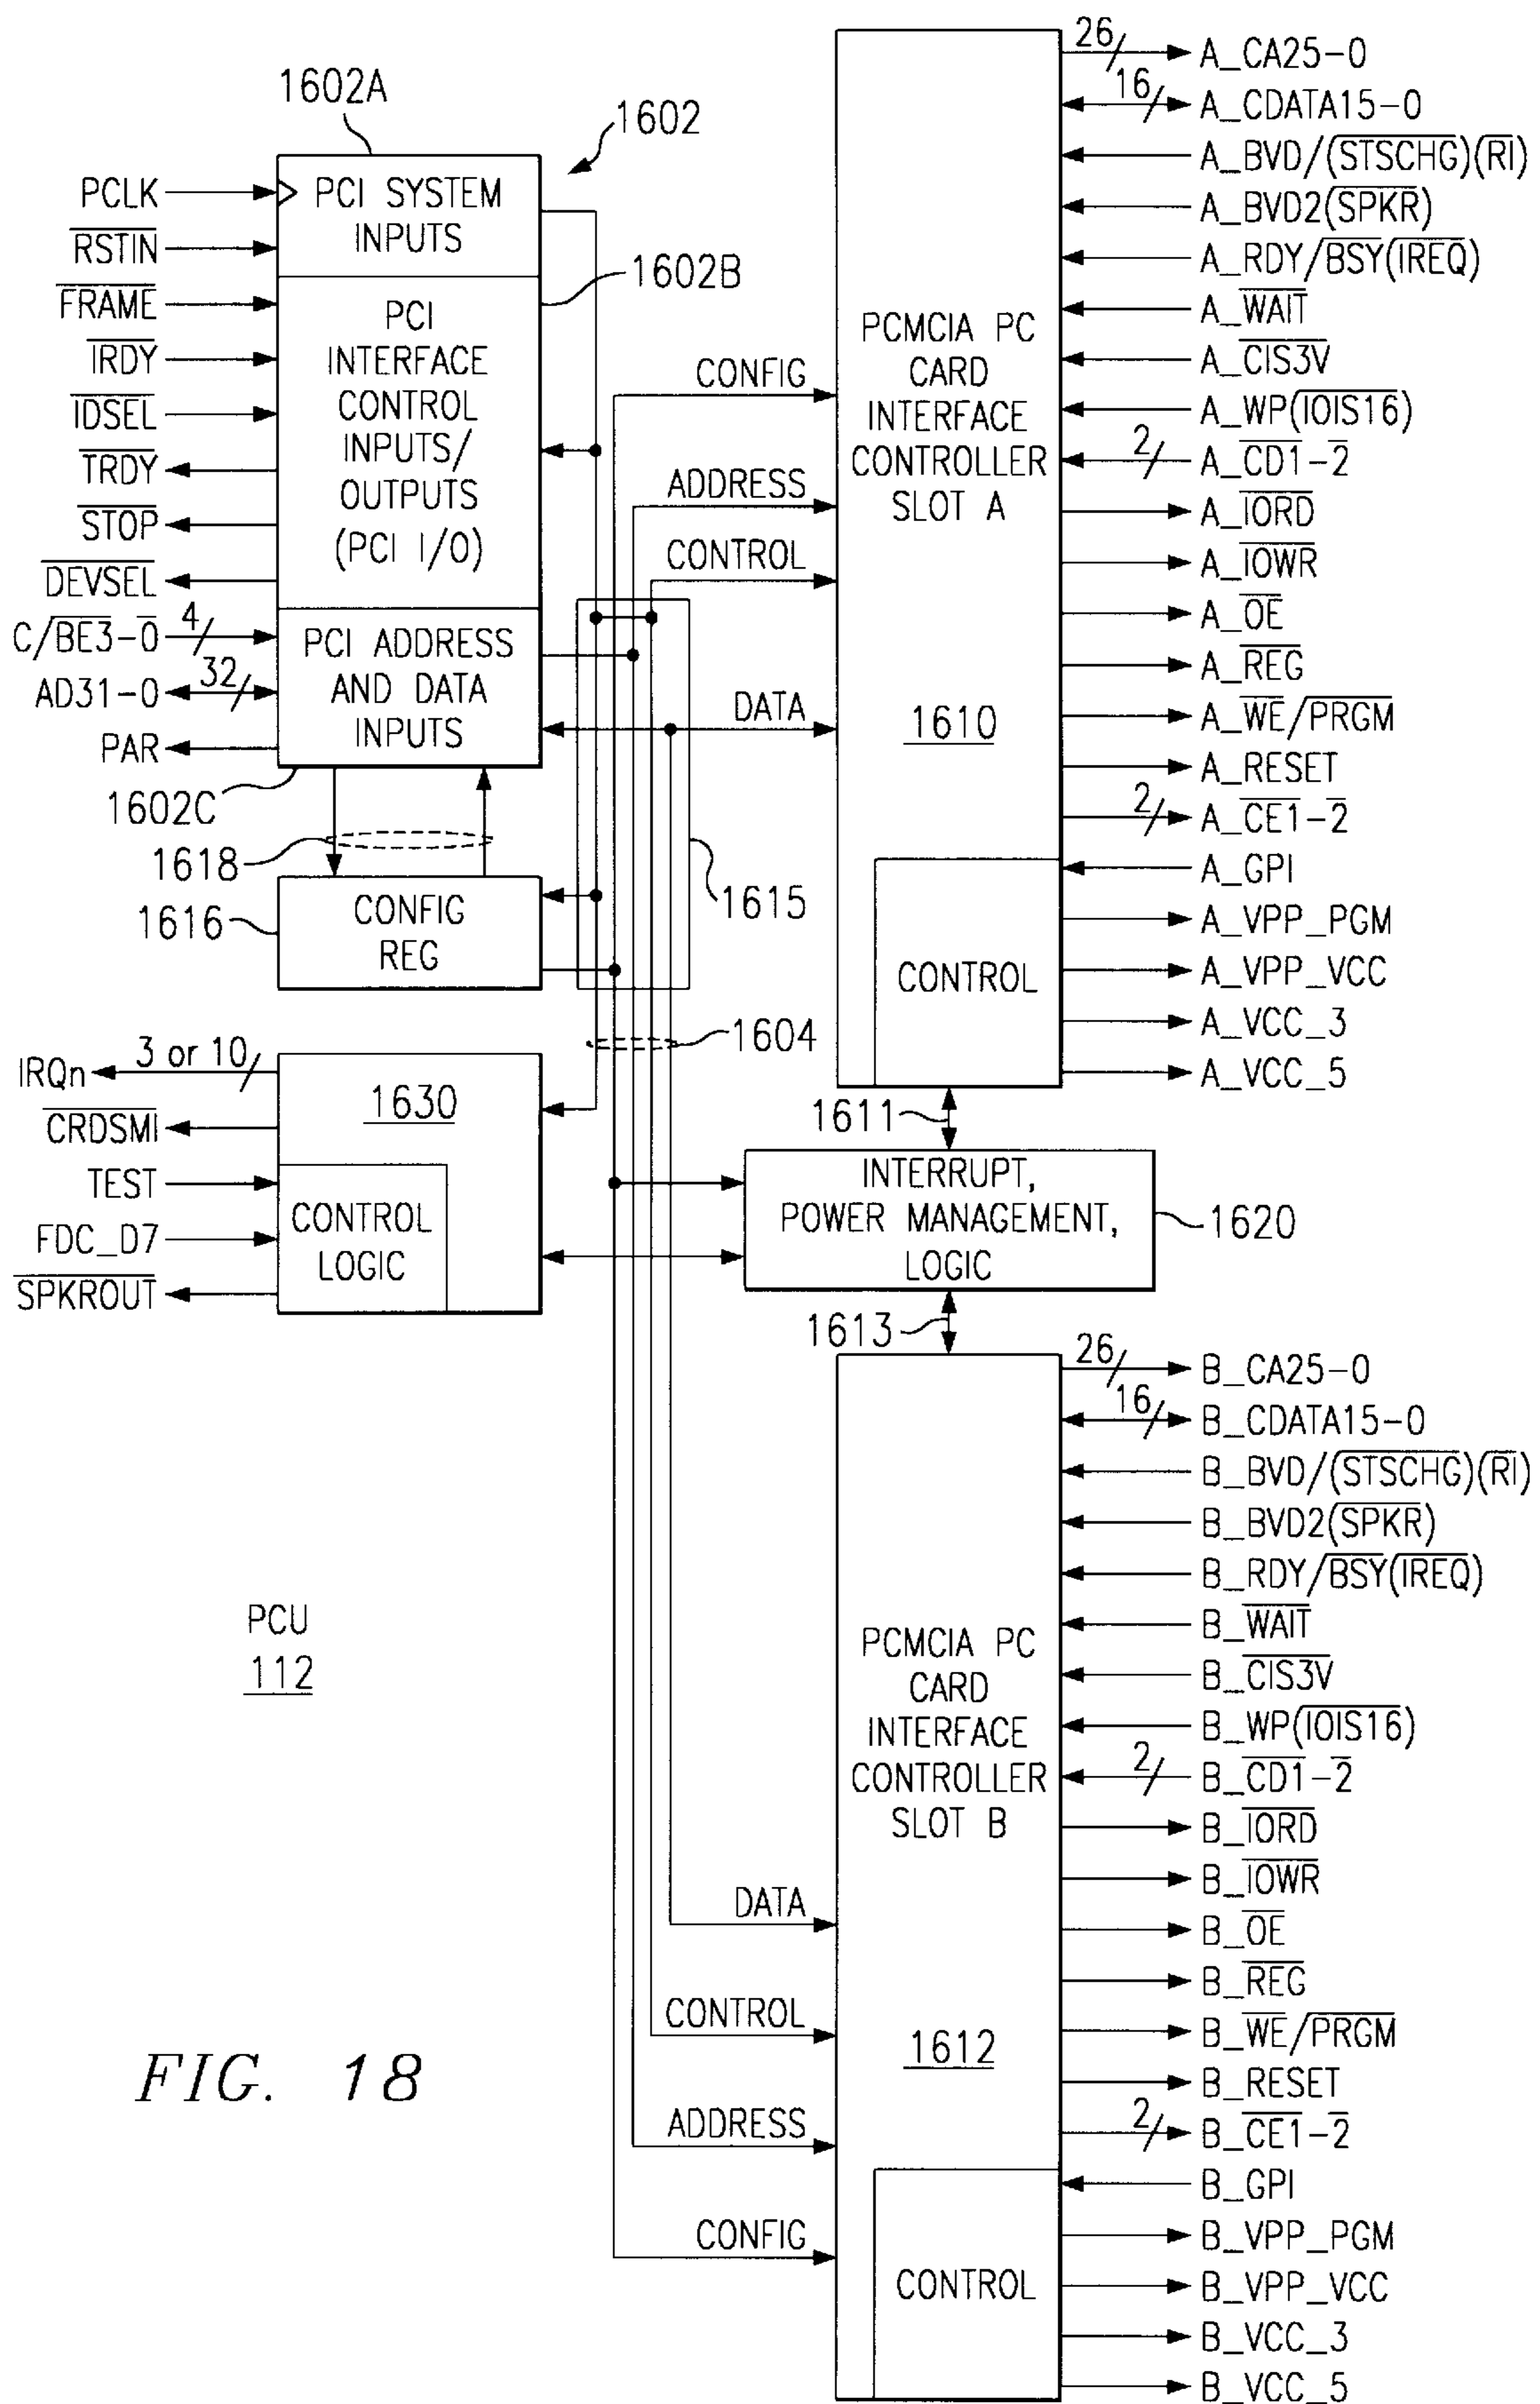 1602A
1602
PCLK
RSTIN
FRAME
IRDY
IDSEL
TRDY
STOP
DEVSEL
C/BE3-0
4
AD31-0
32
PAR
PCI SYSTEM
INPUTS
1602B
PCI
INTERFACE
CONTROL
INPUTS/
OUTPUTS
(PCI I/O)
PCI ADDRESS
AND DATA
INPUTS
1602C
1618
1616
CONFIG
REG
1615
1604
IRQn
3 or 10
CRDSMI
TEST
FDC_D7
SPKROUT
1630
CONTROL
LOGIC
CONFIG
ADDRESS
CONTROL
DATA
PCMCIA PC
CARD
INTERFACE
CONTROLLER
SLOT A
1610
CONTROL
26
A_CA25-0
16
A_CDATA15-0
A_BVD/(STSCHG)(RI)
A_BVD2(SPKR)
A_RDY/BSY(IREQ)
A_WAIT
A_CIS3V
A_WP(IOIS16)
2
A_CD1-2
A_IORD
A_IOWR
A_OE
A_REG
A_WE/PRGM
A_RESET
2
A_CE1-2
A_GPI
A_VPP_PGM
A_VPP_VCC
A_VCC_3
A_VCC_5
1611
INTERRUPT,
POWER MANAGEMENT,
LOGIC
1620
1613
PCMCIA PC
CARD
INTERFACE
CONTROLLER
SLOT B
1612
CONTROL
DATA
CONTROL
ADDRESS
CONFIG
26
B_CA25-0
16
B_CDATA15-0
B_BVD/(STSCHG)(RI)
B_BVD2(SPKR)
B_RDY/BSY(IREQ)
B_WAIT
B_CIS3V
B_WP(IOIS16)
2
B_CD1-2
B_IORD
B_IOWR
B_OE
B_REG
B_WE/PRGM
B_RESET
2
B_CE1-2
B_GPI
B_VPP_PGM
B_VPP_VCC
B_VCC_3
B_VCC_5
PCU
112
FIG. 18